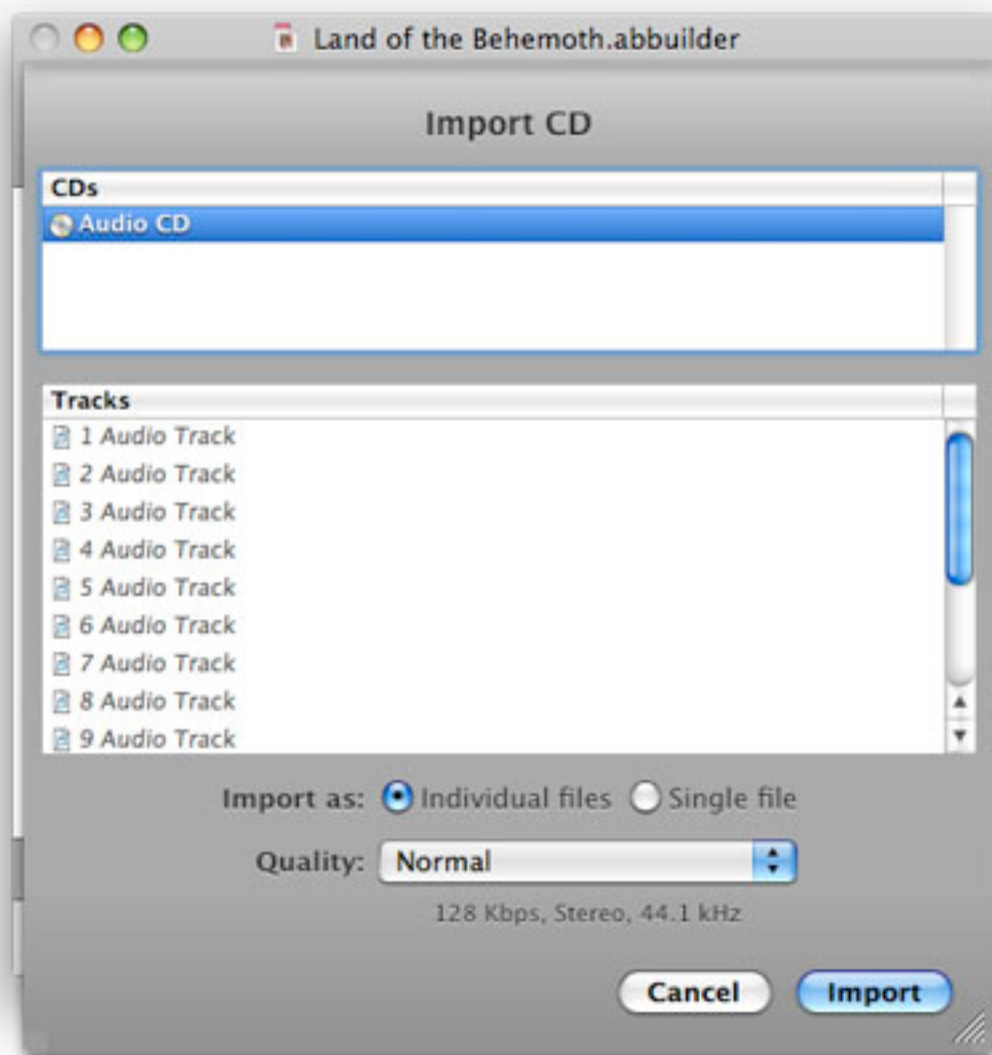 Land of the Behemoth.abbuilder
Import CD
CDs
Audio CD
Tracks
1 Audio Track
2 Audio Track
3 Audio Track
4 Audio Track
5 Audio Track
6 Audio Track
7 Audio Track
8 Audio Track
9 Audio Track
Import as: Individual files Single file
Quality: Normal
128 Kbps, Stereo, 44.1 kHz
Cancel Import